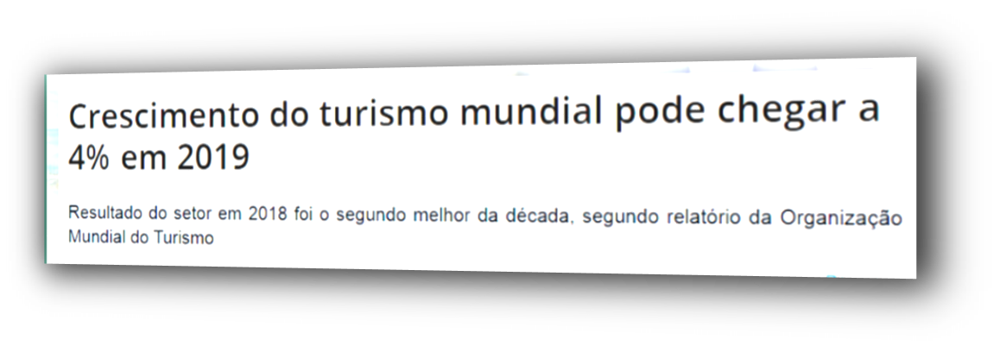 Crescimento do turismo mundial pode chegar a
4% em 2019
Resultado do setor em 2018 foi o segundo melhor da década, segundo relatório da Organização
Mundial do Turismo